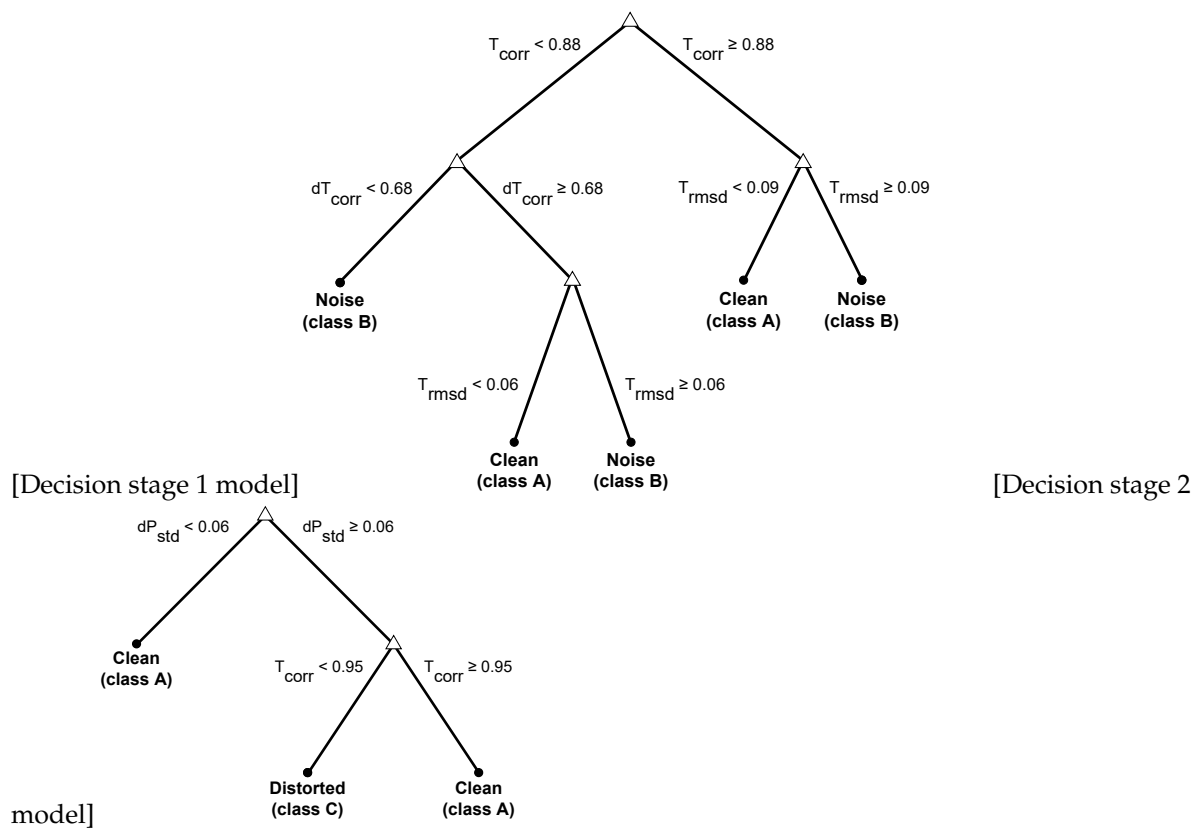 T_corr < 0.88 T_corr ≥ 0.88
dT_corr < 0.68 dT_corr ≥ 0.68 T_rmsd < 0.09 T_rmsd ≥ 0.09
Noise Clean Noise
(class B) (class A) (class B)
T_rmsd < 0.06 T_rmsd ≥ 0.06
Clean Noise
(class A) (class B)
[Decision stage 1 model] [Decision stage 2
dP_std < 0.06 dP_std ≥ 0.06
Clean
(class A)
T_corr < 0.95 T_corr ≥ 0.95
Distorted Clean
(class C) (class A)
model]